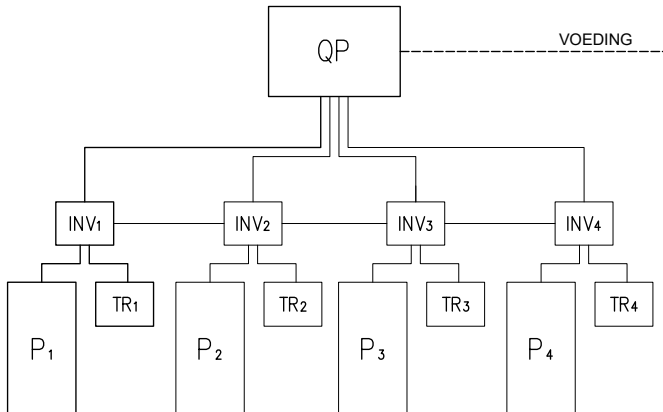 QP
VOEDING
INV1
INV2
INV3
INV4
TR1
TR2
TR3
TR4
P1
P2
P3
P4